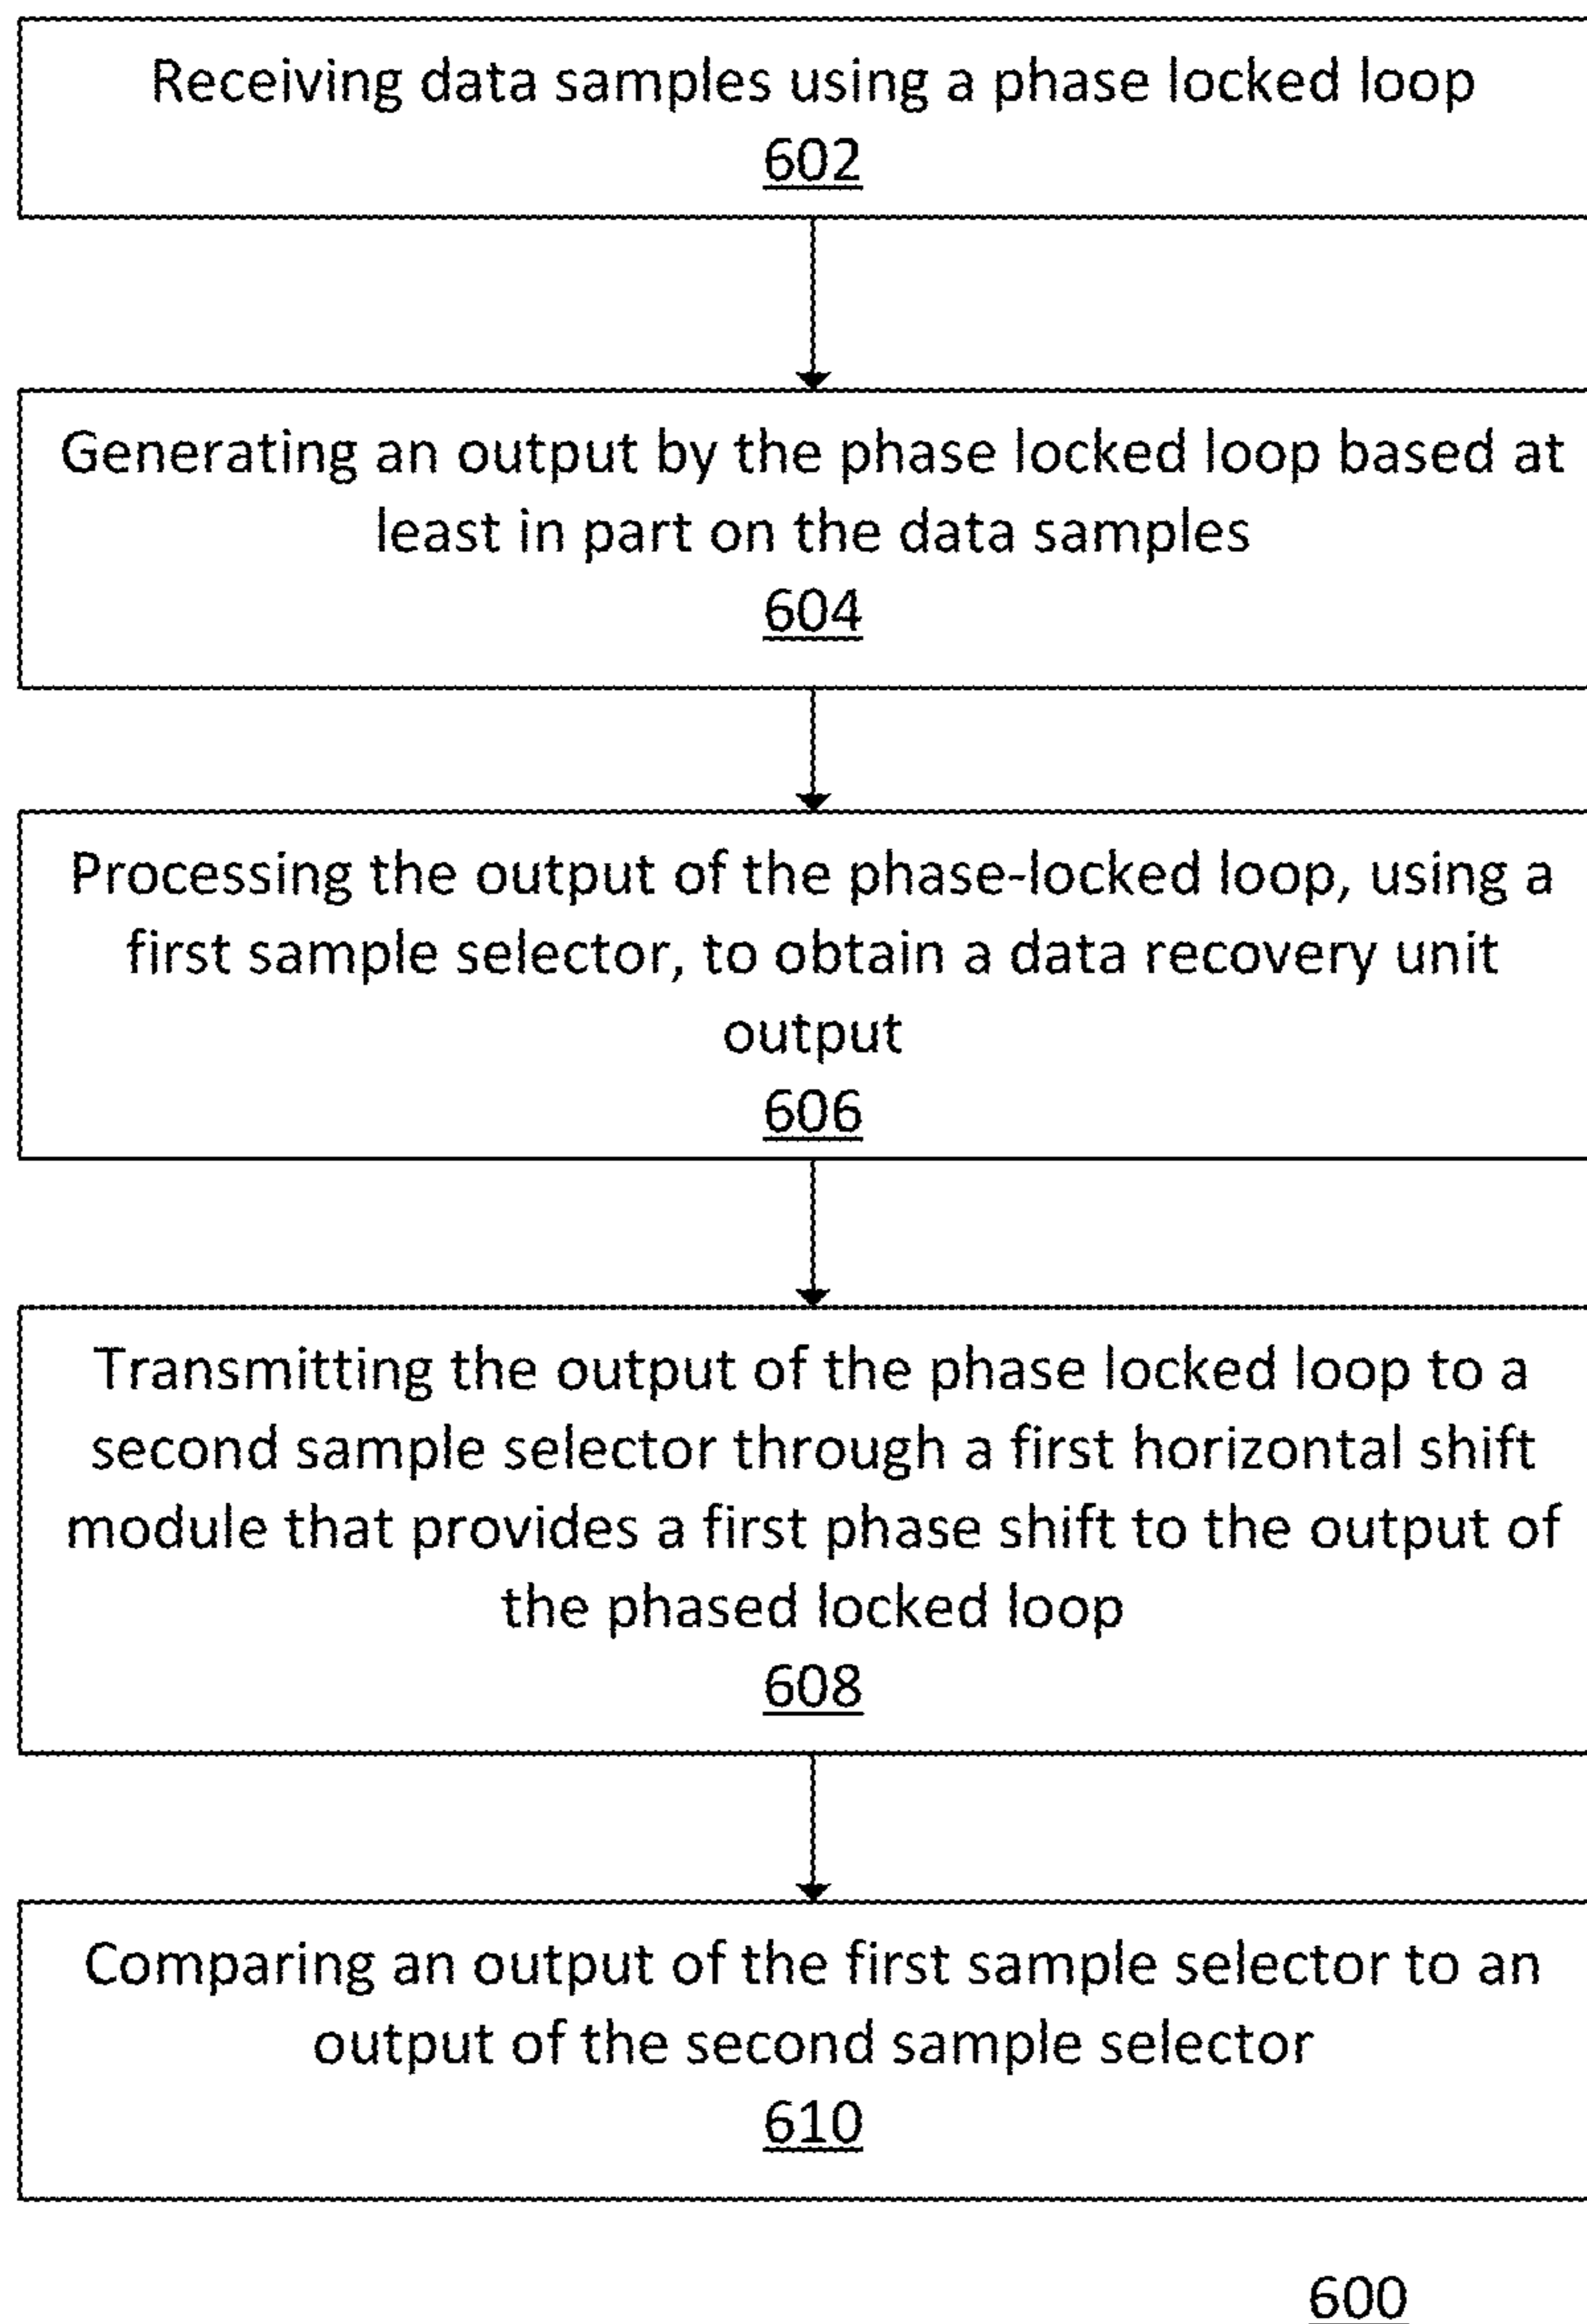 Receiving data samples using a phase locked loop
602
Generating an output by the phase locked loop based at
least in part on the data samples
604
Processing the output of the phase-locked loop, using a
first sample selector, to obtain a data recovery unit
output
606
Transmitting the output of the phase locked loop to a
second sample selector through a first horizontal shift
module that provides a first phase shift to the output of
the phased locked loop
608
Comparing an output of the first sample selector to an
output of the second sample selector
610
600